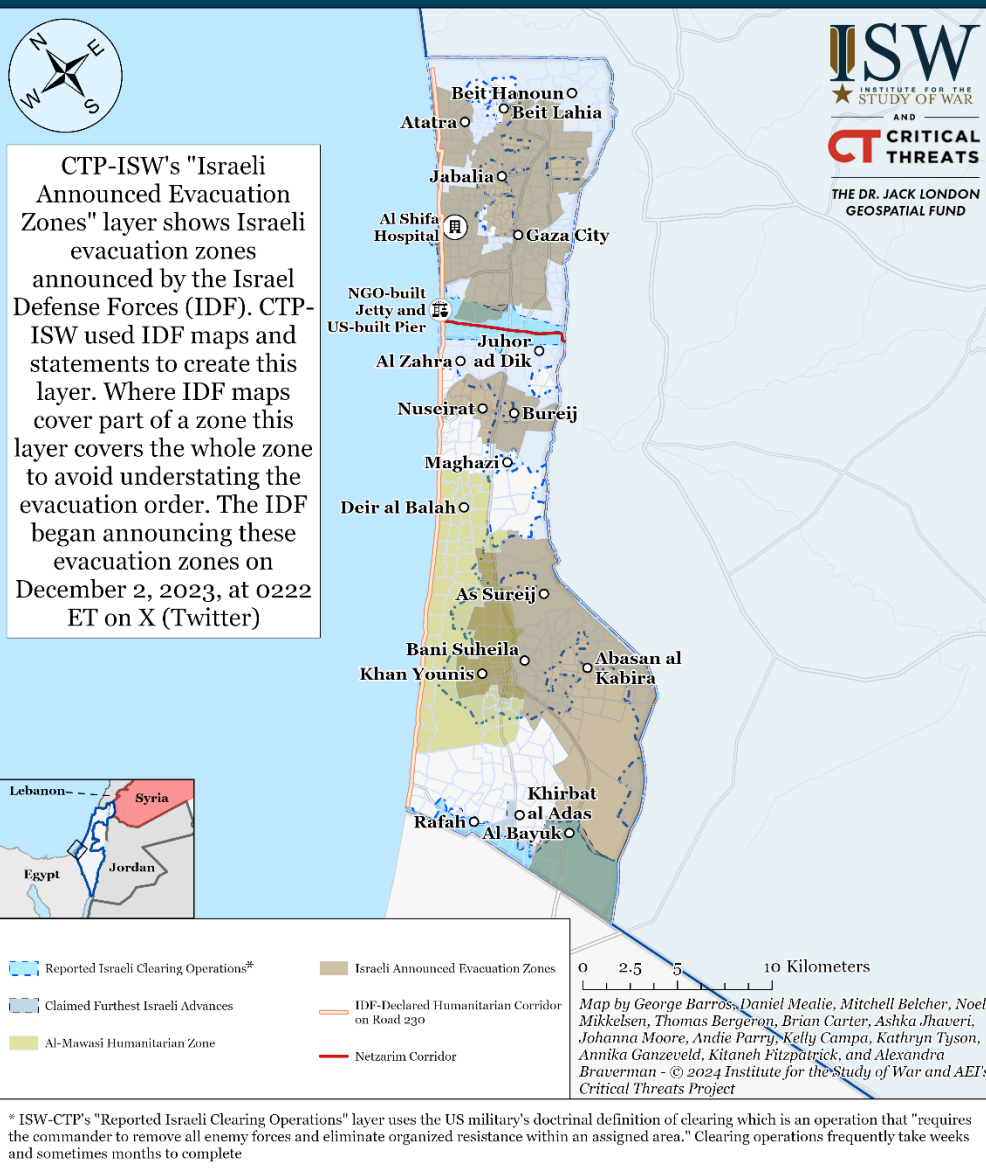 N
E
W
S
ISW
INSTITUTE FOR THE
STUDY OF WAR
AND
CT CRITICAL
THREATS
THE DR. JACK LONDON
GEOSPATIAL FUND
CTP-ISW's "Israeli
Announced Evacuation
Zones" layer shows Israeli
evacuation zones
announced by the Israel
Defense Forces (IDF). CTP-
ISW used IDF maps and
statements to create this
layer. Where IDF maps
cover part of a zone this
layer covers the whole zone
to avoid understating the
evacuation order. The IDF
began announcing these
evacuation zones on
December 2, 2023, at 0222
ET on X (Twitter)
Beit Hanoun
Beit Lahia
Atatra
Jabalia
Al Shifa
Hospital
Gaza City
NGO-built
Jetty and
US-built Pier
Juhor
ad Dik
Al Zahra
Nuseirat
Bureij
Maghazi
Deir al Balah
As Sureij
Bani Suheila
Khan Younis
Abasan al
Kabira
Khirbat
al Adas
Rafah
Al Bayuk
Lebanon
Syria
Egypt
Jordan
Reported Israeli Clearing Operations*
Claimed Furthest Israeli Advances
Al-Mawasi Humanitarian Zone
Israeli Announced Evacuation Zones
IDF-Declared Humanitarian Corridor
on Road 230
Netzarim Corridor
0 2.5 5 10 Kilometers
Map by George Barros, Daniel Mealie, Mitchell Belcher, Noel
Mikkelsen, Thomas Bergeron, Brian Carter, Ashka Jhaveri,
Johanna Moore, Andie Parry, Kelly Campa, Kathryn Tyson,
Annika Ganzeveld, Kitaneh Fitzpatrick, and Alexandra
Braverman - © 2024 Institute for the Study of War and AEI's
Critical Threats Project
* ISW-CTP's "Reported Israeli Clearing Operations" layer uses the US military's doctrinal definition of clearing which is an operation that "requires
the commander to remove all enemy forces and eliminate organized resistance within an assigned area." Clearing operations frequently take weeks
and sometimes months to complete